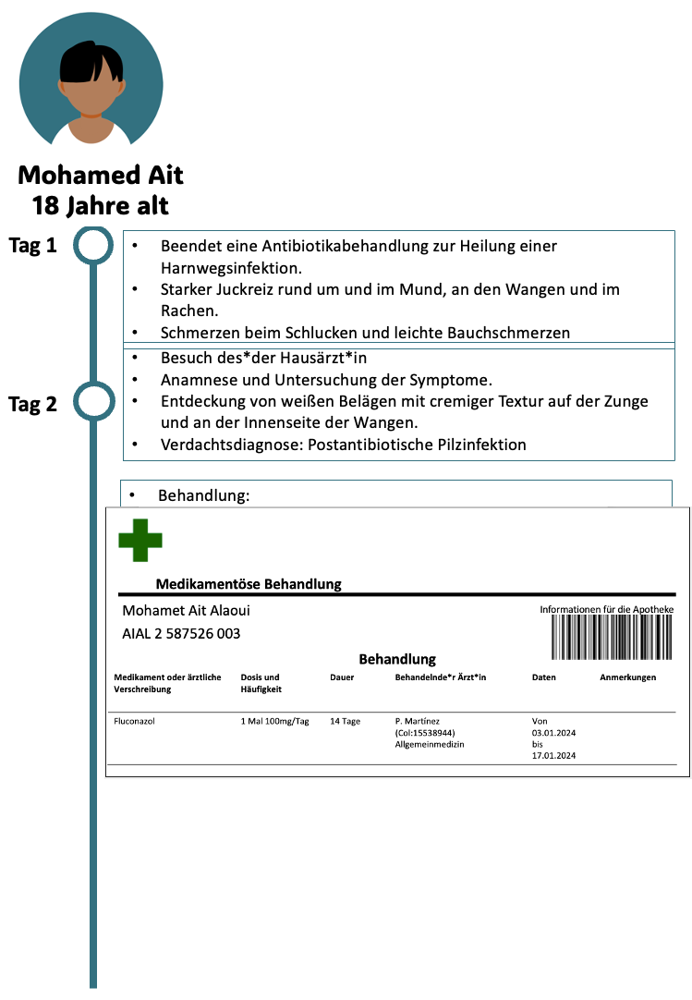 Mohamed Ait
18 Jahre alt
Tag 1
• Beendet eine Antibiotikabehandlung zur Heilung einer
Harnwegsinfektion.
• Starker Juckreiz rund um und im Mund, an den Wangen und im
Rachen.
• Schmerzen beim Schlucken und leichte Bauchschmerzen
Tag 2
• Besuch des*der Hausärzt*in
• Anamnese und Untersuchung der Symptome.
• Entdeckung von weißen Belägen mit cremiger Textur auf der Zunge
und an der Innenseite der Wangen.
• Verdachtsdiagnose: Postantibiotische Pilzinfektion
• Behandlung:
Medikamentöse Behandlung
Mohamet Ait Alaoui
AIAL 2 587526 003
Informationen für die Apotheke
Behandlung
Medikament oder ärztliche
Verschreibung
Dosis und
Häufigkeit
Dauer
Behandelnde*r Ärzt*in
Daten
Anmerkungen
Fluconazol
1 Mal 100mg/Tag
14 Tage
P. Martínez
(Col:15538944)
Allgemeinmedizin
Von
03.01.2024
bis
17.01.2024